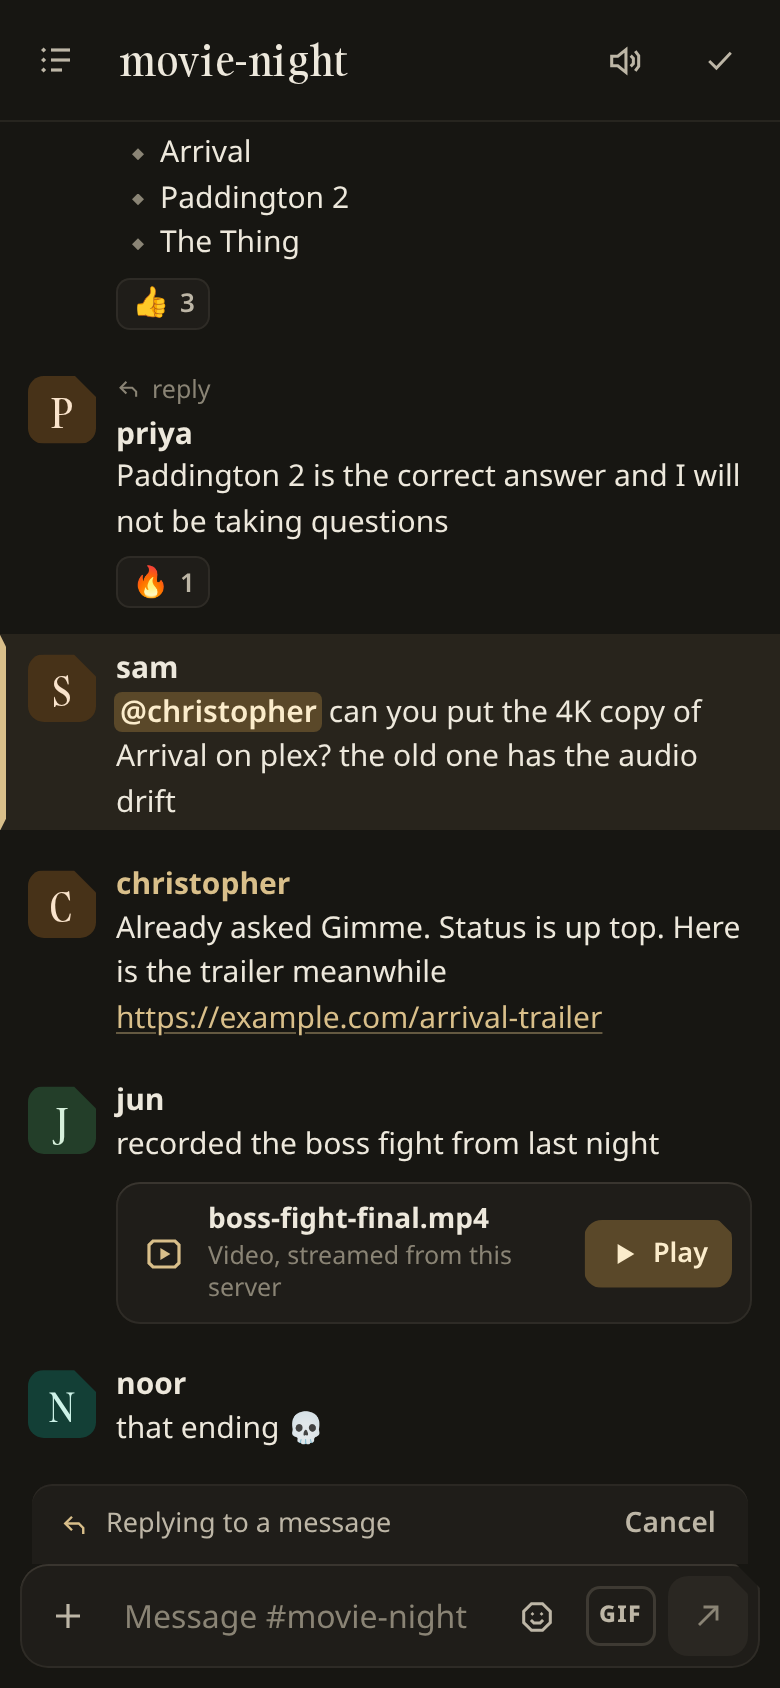 movie-night
Arrival
Paddington 2
The Thing
👍 3
P
reply
priya
Paddington 2 is the correct answer and I will
not be taking questions
🔥 1
S
sam
@christopher can you put the 4K copy of
Arrival on plex? the old one has the audio
drift
C
christopher
Already asked Gimme. Status is up top. Here
is the trailer meanwhile
https://example.com/arrival-trailer
J
jun
recorded the boss fight from last night
boss-fight-final.mp4
Video, streamed from this
server
Play
N
noor
that ending 💀
Replying to a message
Cancel
Message #movie-night
GIF